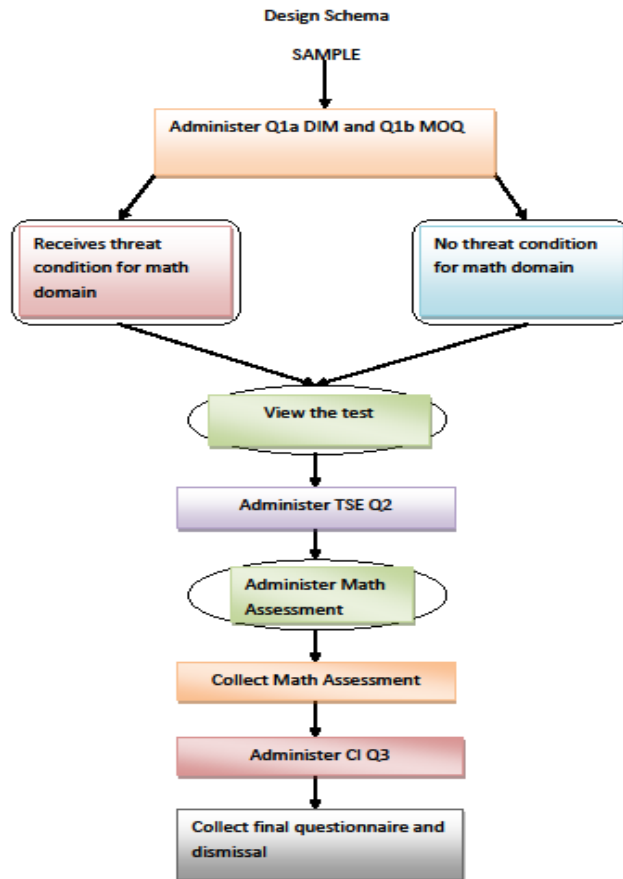 Design Schema
SAMPLE
Administer Q1a DIM and Q1b MOQ
Receives threat
condition for math
domain
No threat condition
for math domain
View the test
Administer TSE Q2
Administer Math
Assessment
Collect Math Assessment
Administer CI Q3
Collect final questionnaire and
dismissal